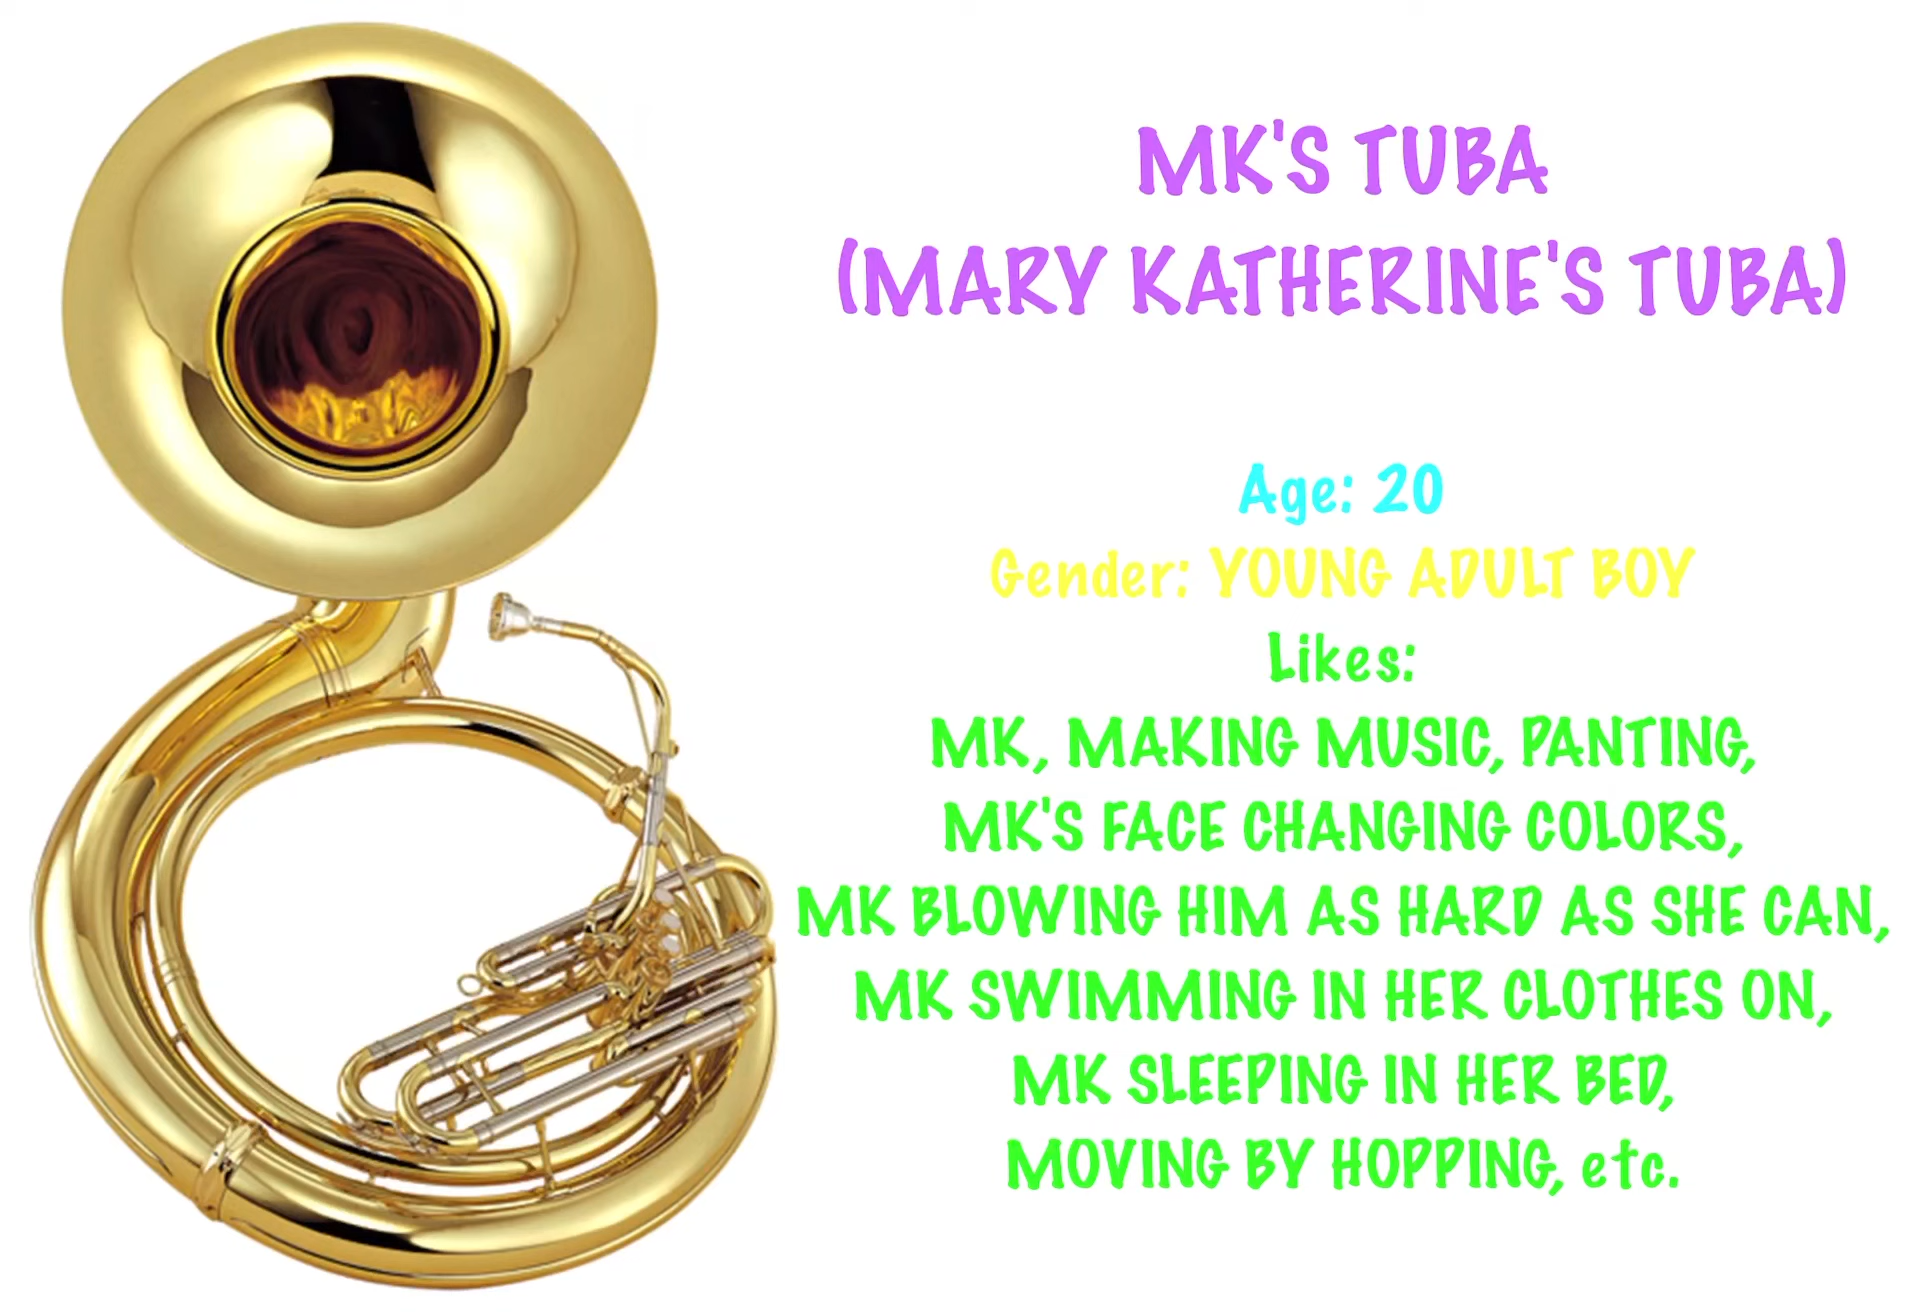 MK'S TUBA
(MARY KATHERINE'S TUBA)
Age: 20
Gender: YOUNG ADULT BOY
Likes:
MK, MAKING MUSIC, PANTING,
MK'S FACE CHANGING COLORS,
MK BLOWING HIM AS HARD AS SHE CAN,
MK SWIMMING IN HER CLOTHES ON,
MK SLEEPING IN HER BED,
MOVING BY HOPPING, etc.